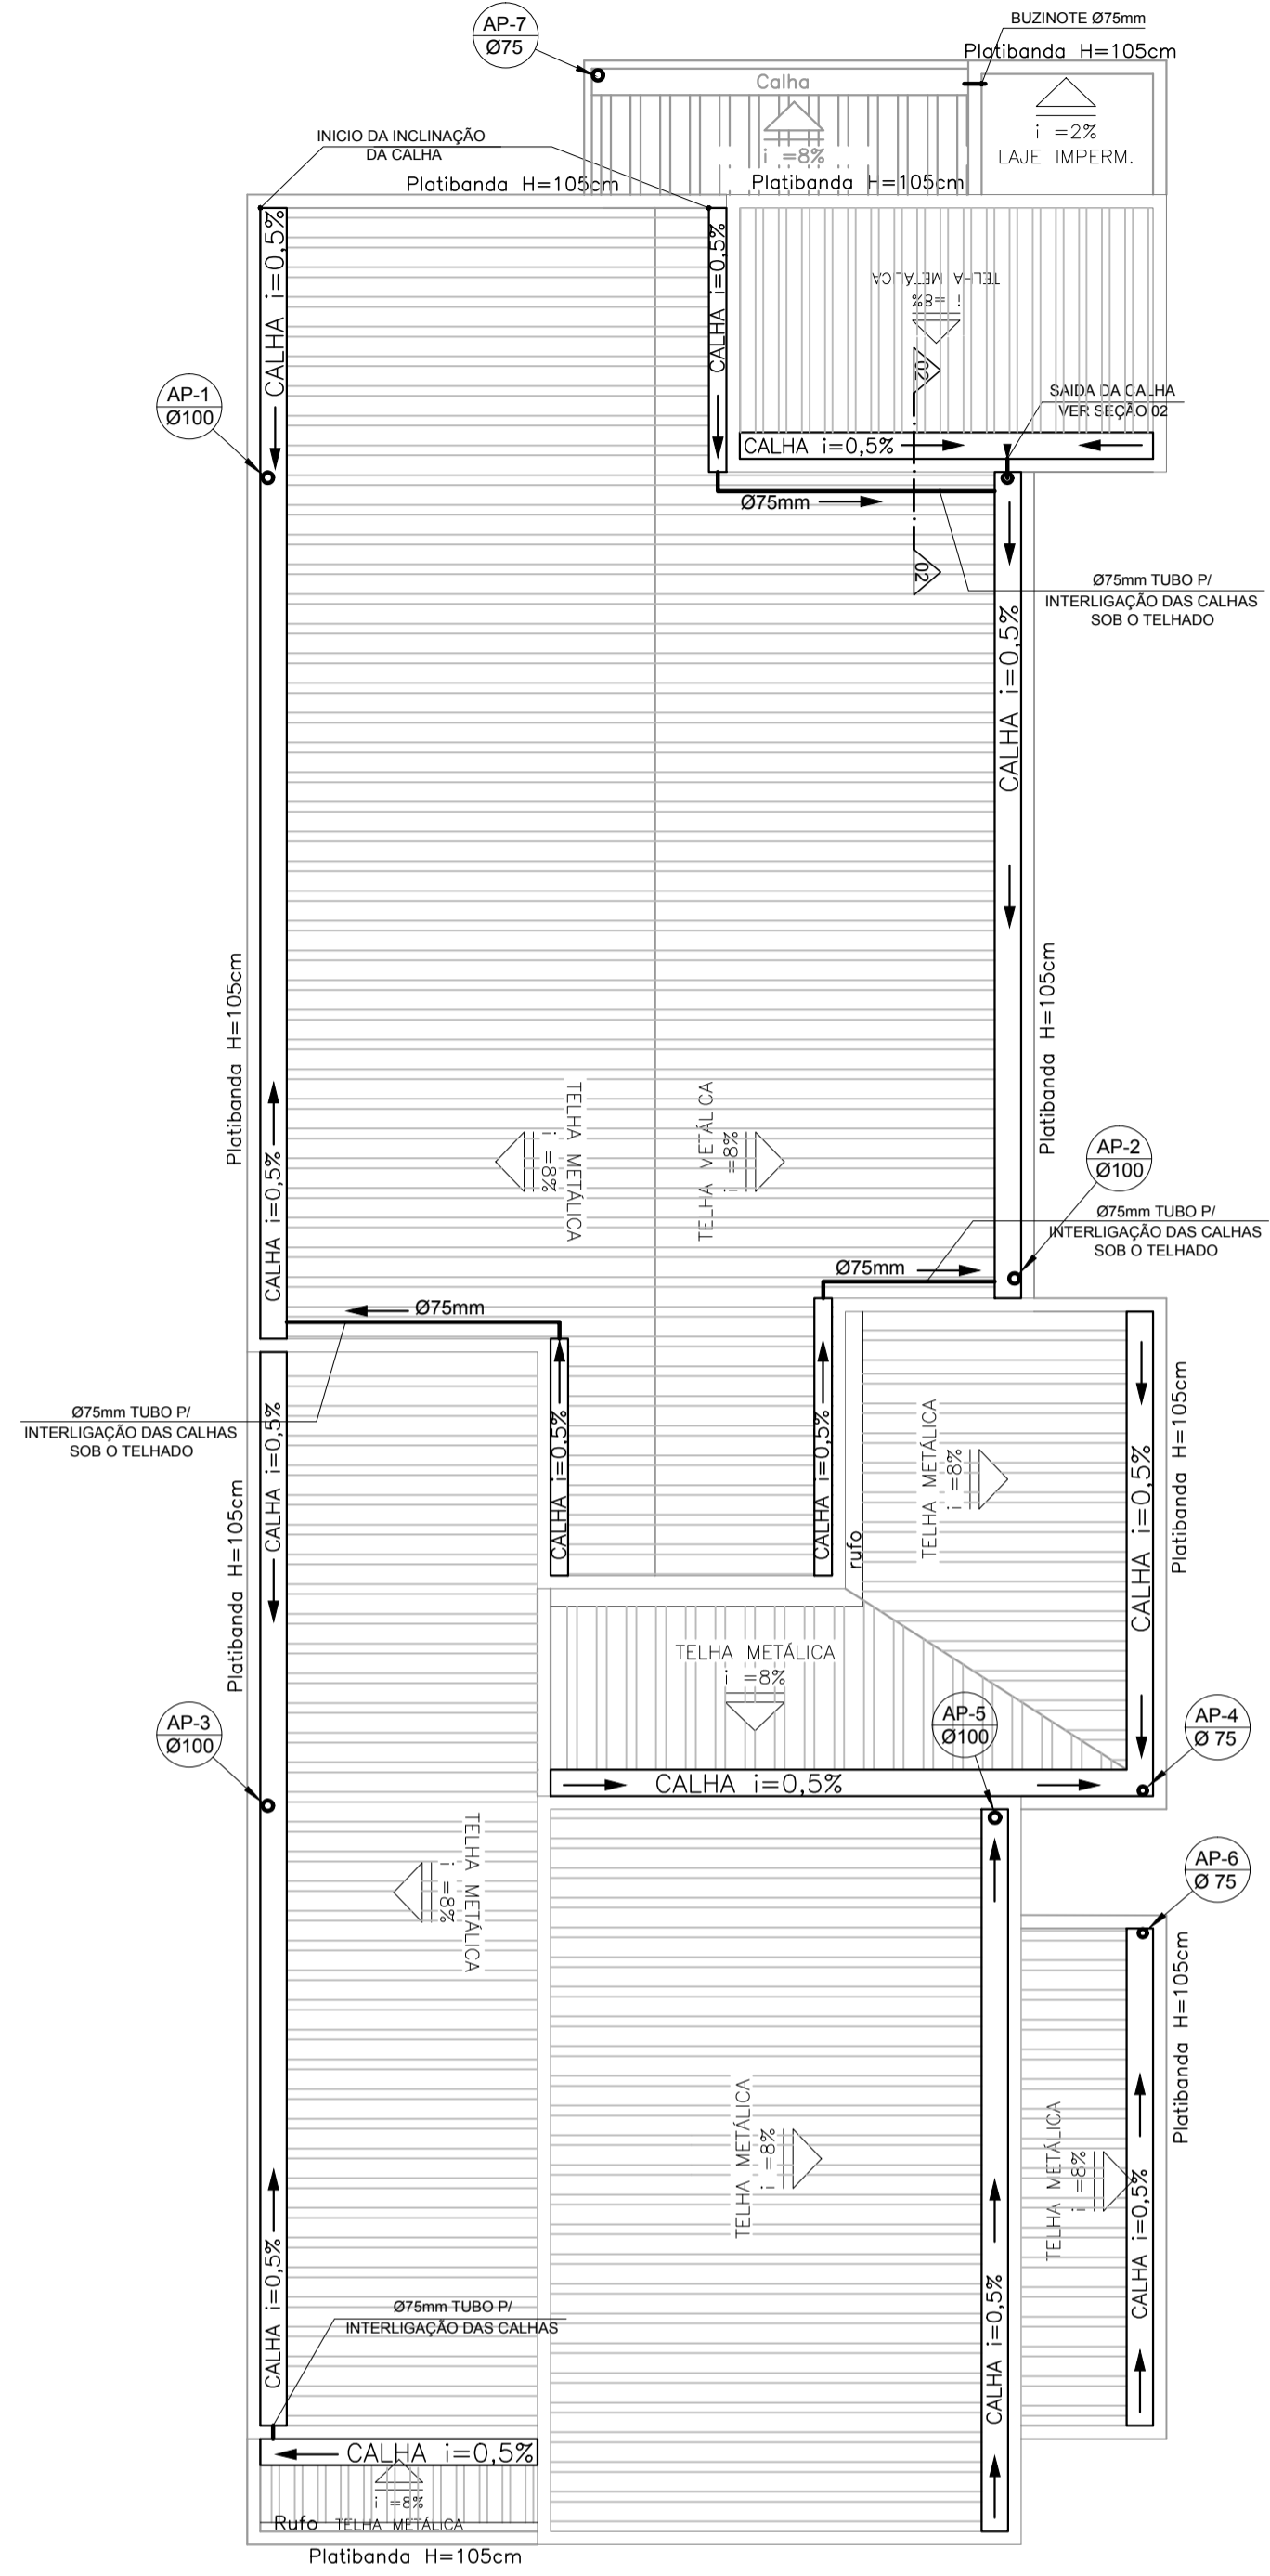 BUZINOTE Ø75mm
AP-7
Ø75
Platibanda H=105cm
Calha
i =8%
i =2%
LAJE IMPERM.
INICIO DA INCLINAÇÃO
DA CALHA
Platibanda H=105cm
Platibanda H=105cm
CALHA i=0,5%
CALHA i=0,5%
TELHA METÁLICA
i =8%
02
AP-1
Ø100
SAIDA DA CALHA
VER SEÇÃO 02
CALHA i=0,5%
Ø75mm
02
Ø75mm TUBO P/
INTERLIGAÇÃO DAS CALHAS
SOB O TELHADO
CALHA i=0,5%
Platibanda H=105cm
Platibanda H=105cm
TELHA METÁLICA
i =8%
TELHA METÁLICA
i =8%
AP-2
Ø100
CALHA i=0,5%
Ø75mm TUBO P/
INTERLIGAÇÃO DAS CALHAS
SOB O TELHADO
Ø75mm
Ø75mm
Ø75mm TUBO P/
INTERLIGAÇÃO DAS CALHAS
SOB O TELHADO
CALHA i=0,5%
CALHA i=0,5%
CALHA i=0,5%
TELHA METÁLICA
i =8%
CALHA i=0,5%
Platibanda H=105cm
Platibanda H=105cm
rufo
TELHA METÁLICA
i =8%
AP-3
Ø100
AP-5
Ø100
AP-4
Ø 75
CALHA i=0,5%
TELHA METÁLICA
i =8%
AP-6
Ø 75
Platibanda H=105cm
TELHA METÁLICA
i =8%
TELHA METÁLICA
i =8%
CALHA i=0,5%
CALHA i=0,5%
CALHA i=0,5%
Ø75mm TUBO P/
INTERLIGAÇÃO DAS CALHAS
CALHA i=0,5%
i =8%
Rufo TELHA METÁLICA
Platibanda H=105cm